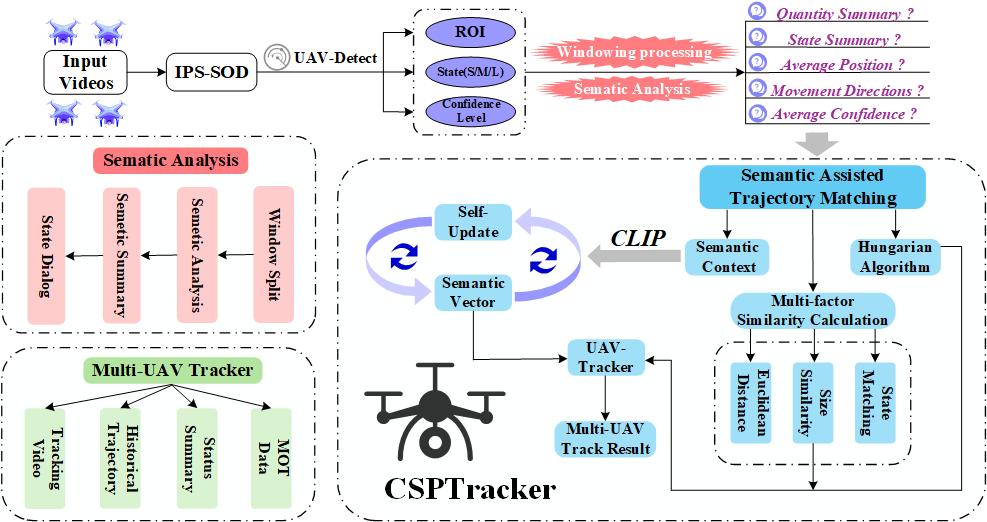 Input
Videos
IPS-SOD
UAV-Detect
ROI
State(S/M/L)
Confidence
Level
Windowing processing
Sematic Analysis
Quantity Summary ?
State Summary ?
Average Position ?
Movement Directions ?
Average Confidence ?
Sematic Analysis
State Dialog
Semetic Summary
Semetic Analysis
Window Split
Multi-UAV Tracker
Tracking
Video
Historical
Trajectory
Status
Summary
MOT
Data
Semantic Assisted
Trajectory Matching
Self-
Update
Semantic
Vector
CLIP
Semantic
Context
Hungarian
Algorithm
Multi-factor
Similarity Calculation
Euclidean
Distance
Size
Similarity
State
Matching
UAV-
Tracker
Multi-UAV
Track Result
CSPTracker